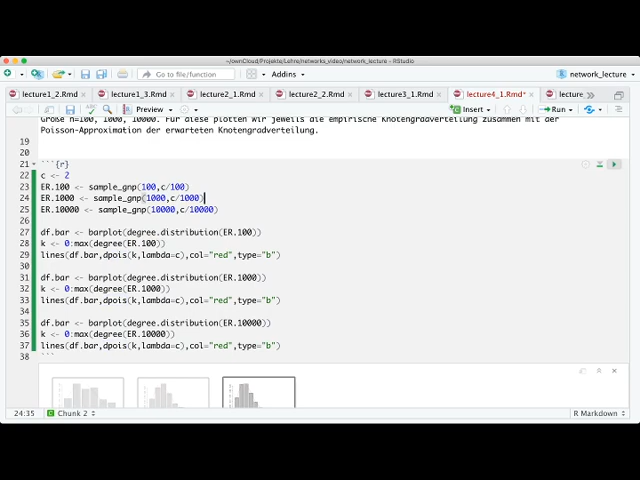 ~/ownCloud/Projekte/Lehre/networks_video/network_lecture - RStudio
Go to file/function
Addins
network_lecture
lecture1_2.Rmd
lecture1_3.Rmd
lecture2_1.Rmd
lecture2_2.Rmd
lecture3_1.Rmd
lecture4_1.Rmd*
lecture
Preview
Insert
Run
Große n=100, 1000, 10000. Für diese plotten wir jeweils die empirische Knotengradverteilung zusammen mit der
Poisson-Approximation der erwarteten Knotengradverteilung.
19
20
21 ```{r}
22 c <- 2
23 ER.100 <- sample_gnp(100,c/100)
24 ER.1000 <- sample_gnp(1000,c/1000)
25 ER.10000 <- sample_gnp(10000,c/10000)
26
27 df.bar <- barplot(degree.distribution(ER.100))
28 k <- 0:max(degree(ER.100))
29 lines(df.bar,dpois(k,lambda=c),col="red",type="b")
30
31 df.bar <- barplot(degree.distribution(ER.1000))
32 k <- 0:max(degree(ER.1000))
33 lines(df.bar,dpois(k,lambda=c),col="red",type="b")
34
35 df.bar <- barplot(degree.distribution(ER.10000))
36 k <- 0:max(degree(ER.10000))
37 lines(df.bar,dpois(k,lambda=c),col="red",type="b")
38 ```
24:35
Chunk 2
R Markdown